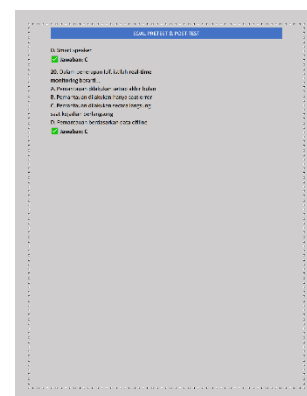 SOAL PRETEST & POST TEST
D. Smart speaker
✅ Jawaban: C
20. Dalam penerapan IoT, istilah real-time
monitoring berarti...
A. Pemantauan dilakukan setiap akhir bulan
B. Pemantauan dilakukan hanya saat error
C. Pemantauan dilakukan secara langsung
saat kejadian berlangsung
D. Pemantauan berdasarkan data offline
✅ Jawaban: C